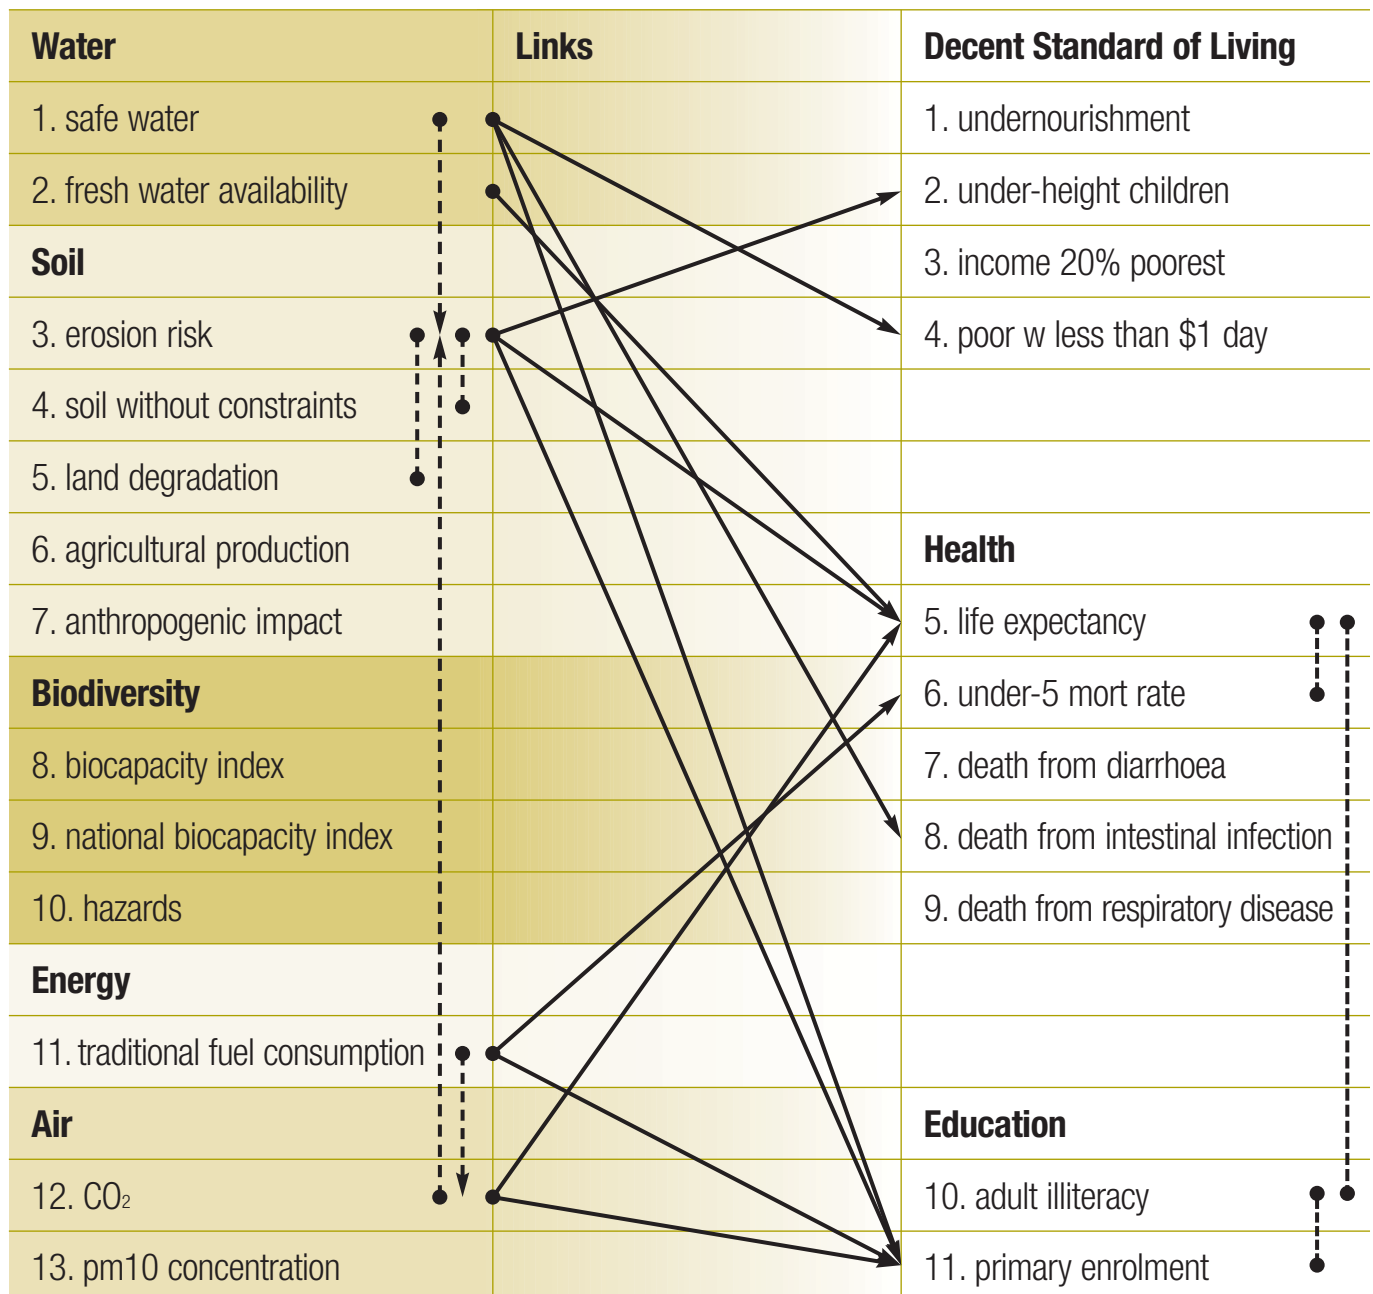 Water
Links
Decent Standard of Living
1. safe water
1. undernourishment
2. fresh water availability
2. under-height children
Soil
3. income 20% poorest
3. erosion risk
4. poor w less than $1 day
4. soil without constraints
5. land degradation
6. agricultural production
Health
7. anthropogenic impact
5. life expectancy
Biodiversity
6. under-5 mort rate
8. biocapacity index
7. death from diarrhoea
9. national biocapacity index
8. death from intestinal infection
10. hazards
9. death from respiratory disease
Energy
11. traditional fuel consumption
Air
Education
12. CO₂
10. adult illiteracy
13. pm10 concentration
11. primary enrolment